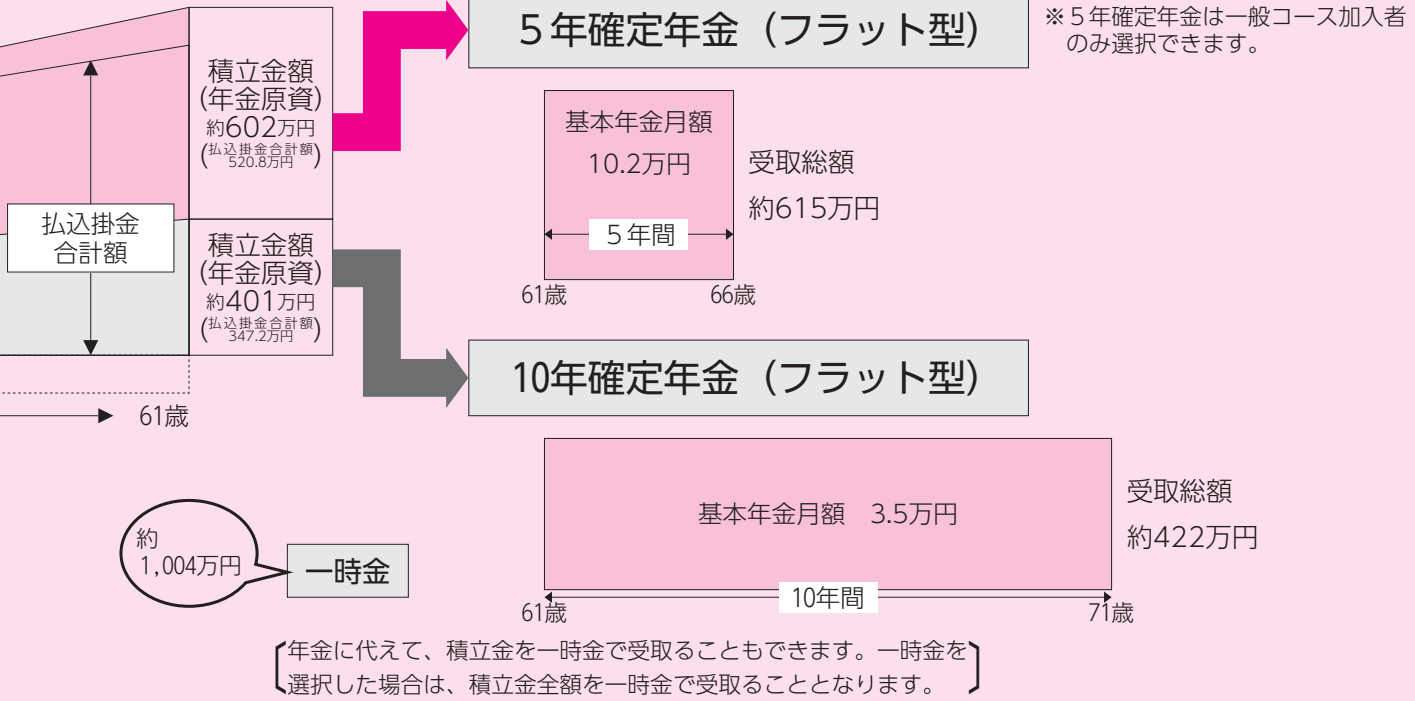 5年確定年金（フラット型）
※5年確定年金は一般コース加入者
のみ選択できます。
積立金額
(年金原資)
約602万円
(払込掛金合計額
520.8万円)
基本年金月額
10.2万円
受取総額
約615万円
5年間
61歳
66歳
払込掛金
合計額
積立金額
(年金原資)
約401万円
(払込掛金合計額
347.2万円)
61歳
10年確定年金（フラット型）
基本年金月額　3.5万円
受取総額
約422万円
10年間
61歳
71歳
約
1,004万円
一時金
〔年金に代えて、積立金を一時金で受取ることもできます。一時金を
選択した場合は、積立金全額を一時金で受取ることとなります。〕